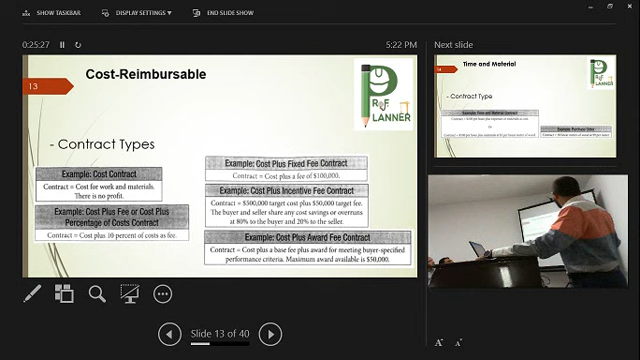 SHOW TASKBAR
DISPLAY SETTINGS ▼
END SLIDE SHOW
0:25:27
5:22 PM
Next slide
13
Cost-Reimbursable
PR⊕F
LANNER
- Contract Types
Example: Cost Contract
Contract = Cost for work and materials.
There is no profit.
Example: Cost Plus Fee or Cost Plus
Percentage of Costs Contract
Contract = Cost plus 10 percent of costs as fee.
Example: Cost Plus Fixed Fee Contract
Contract = Cost plus a fee of $100,000.
Example: Cost Plus Incentive Fee Contract
Contract = $500,000 target cost plus $50,000 target fee.
The buyer and seller share any cost savings or overruns
at 80% to the buyer and 20% to the seller.
Example: Cost Plus Award Fee Contract
Contract = Cost plus a base fee plus award for meeting buyer-specified
performance criteria. Maximum award available is $50,000.
14
Time and Material
- Contract Type
Slide 13 of 40
A A